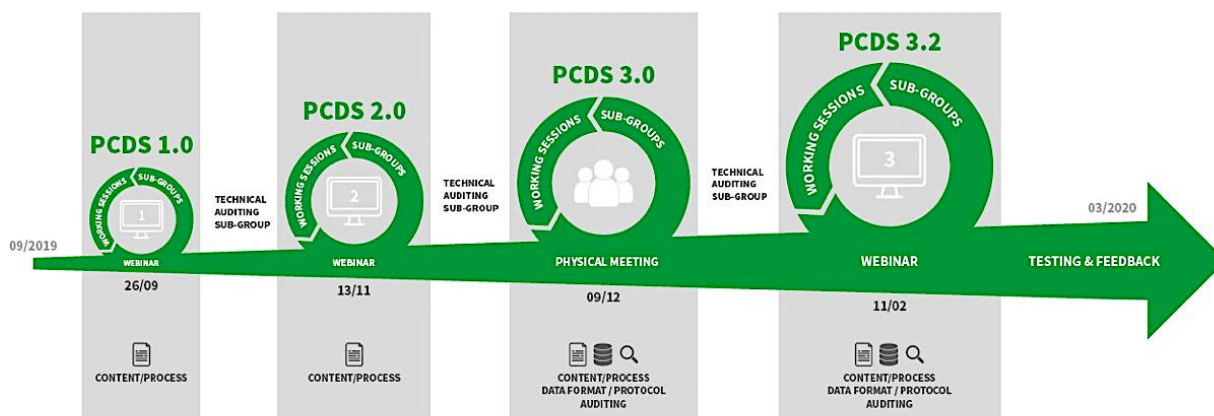 PCDS 1.0
WORKING SESSIONS
SUB-GROUPS
1
WEBINAR
26/09
CONTENT/PROCESS
TECHNICAL
AUDITING
SUB-GROUP
PCDS 2.0
WORKING SESSIONS
SUB-GROUPS
2
WEBINAR
13/11
CONTENT/PROCESS
TECHNICAL
AUDITING
SUB-GROUP
PCDS 3.0
WORKING SESSIONS
SUB-GROUPS
PHYSICAL MEETING
09/12
CONTENT/PROCESS
DATA FORMAT / PROTOCOL
AUDITING
TECHNICAL
AUDITING
SUB-GROUP
PCDS 3.2
WORKING SESSIONS
SUB-GROUPS
3
WEBINAR
11/02
CONTENT/PROCESS
DATA FORMAT / PROTOCOL
AUDITING
09/2019
03/2020
TESTING & FEEDBACK